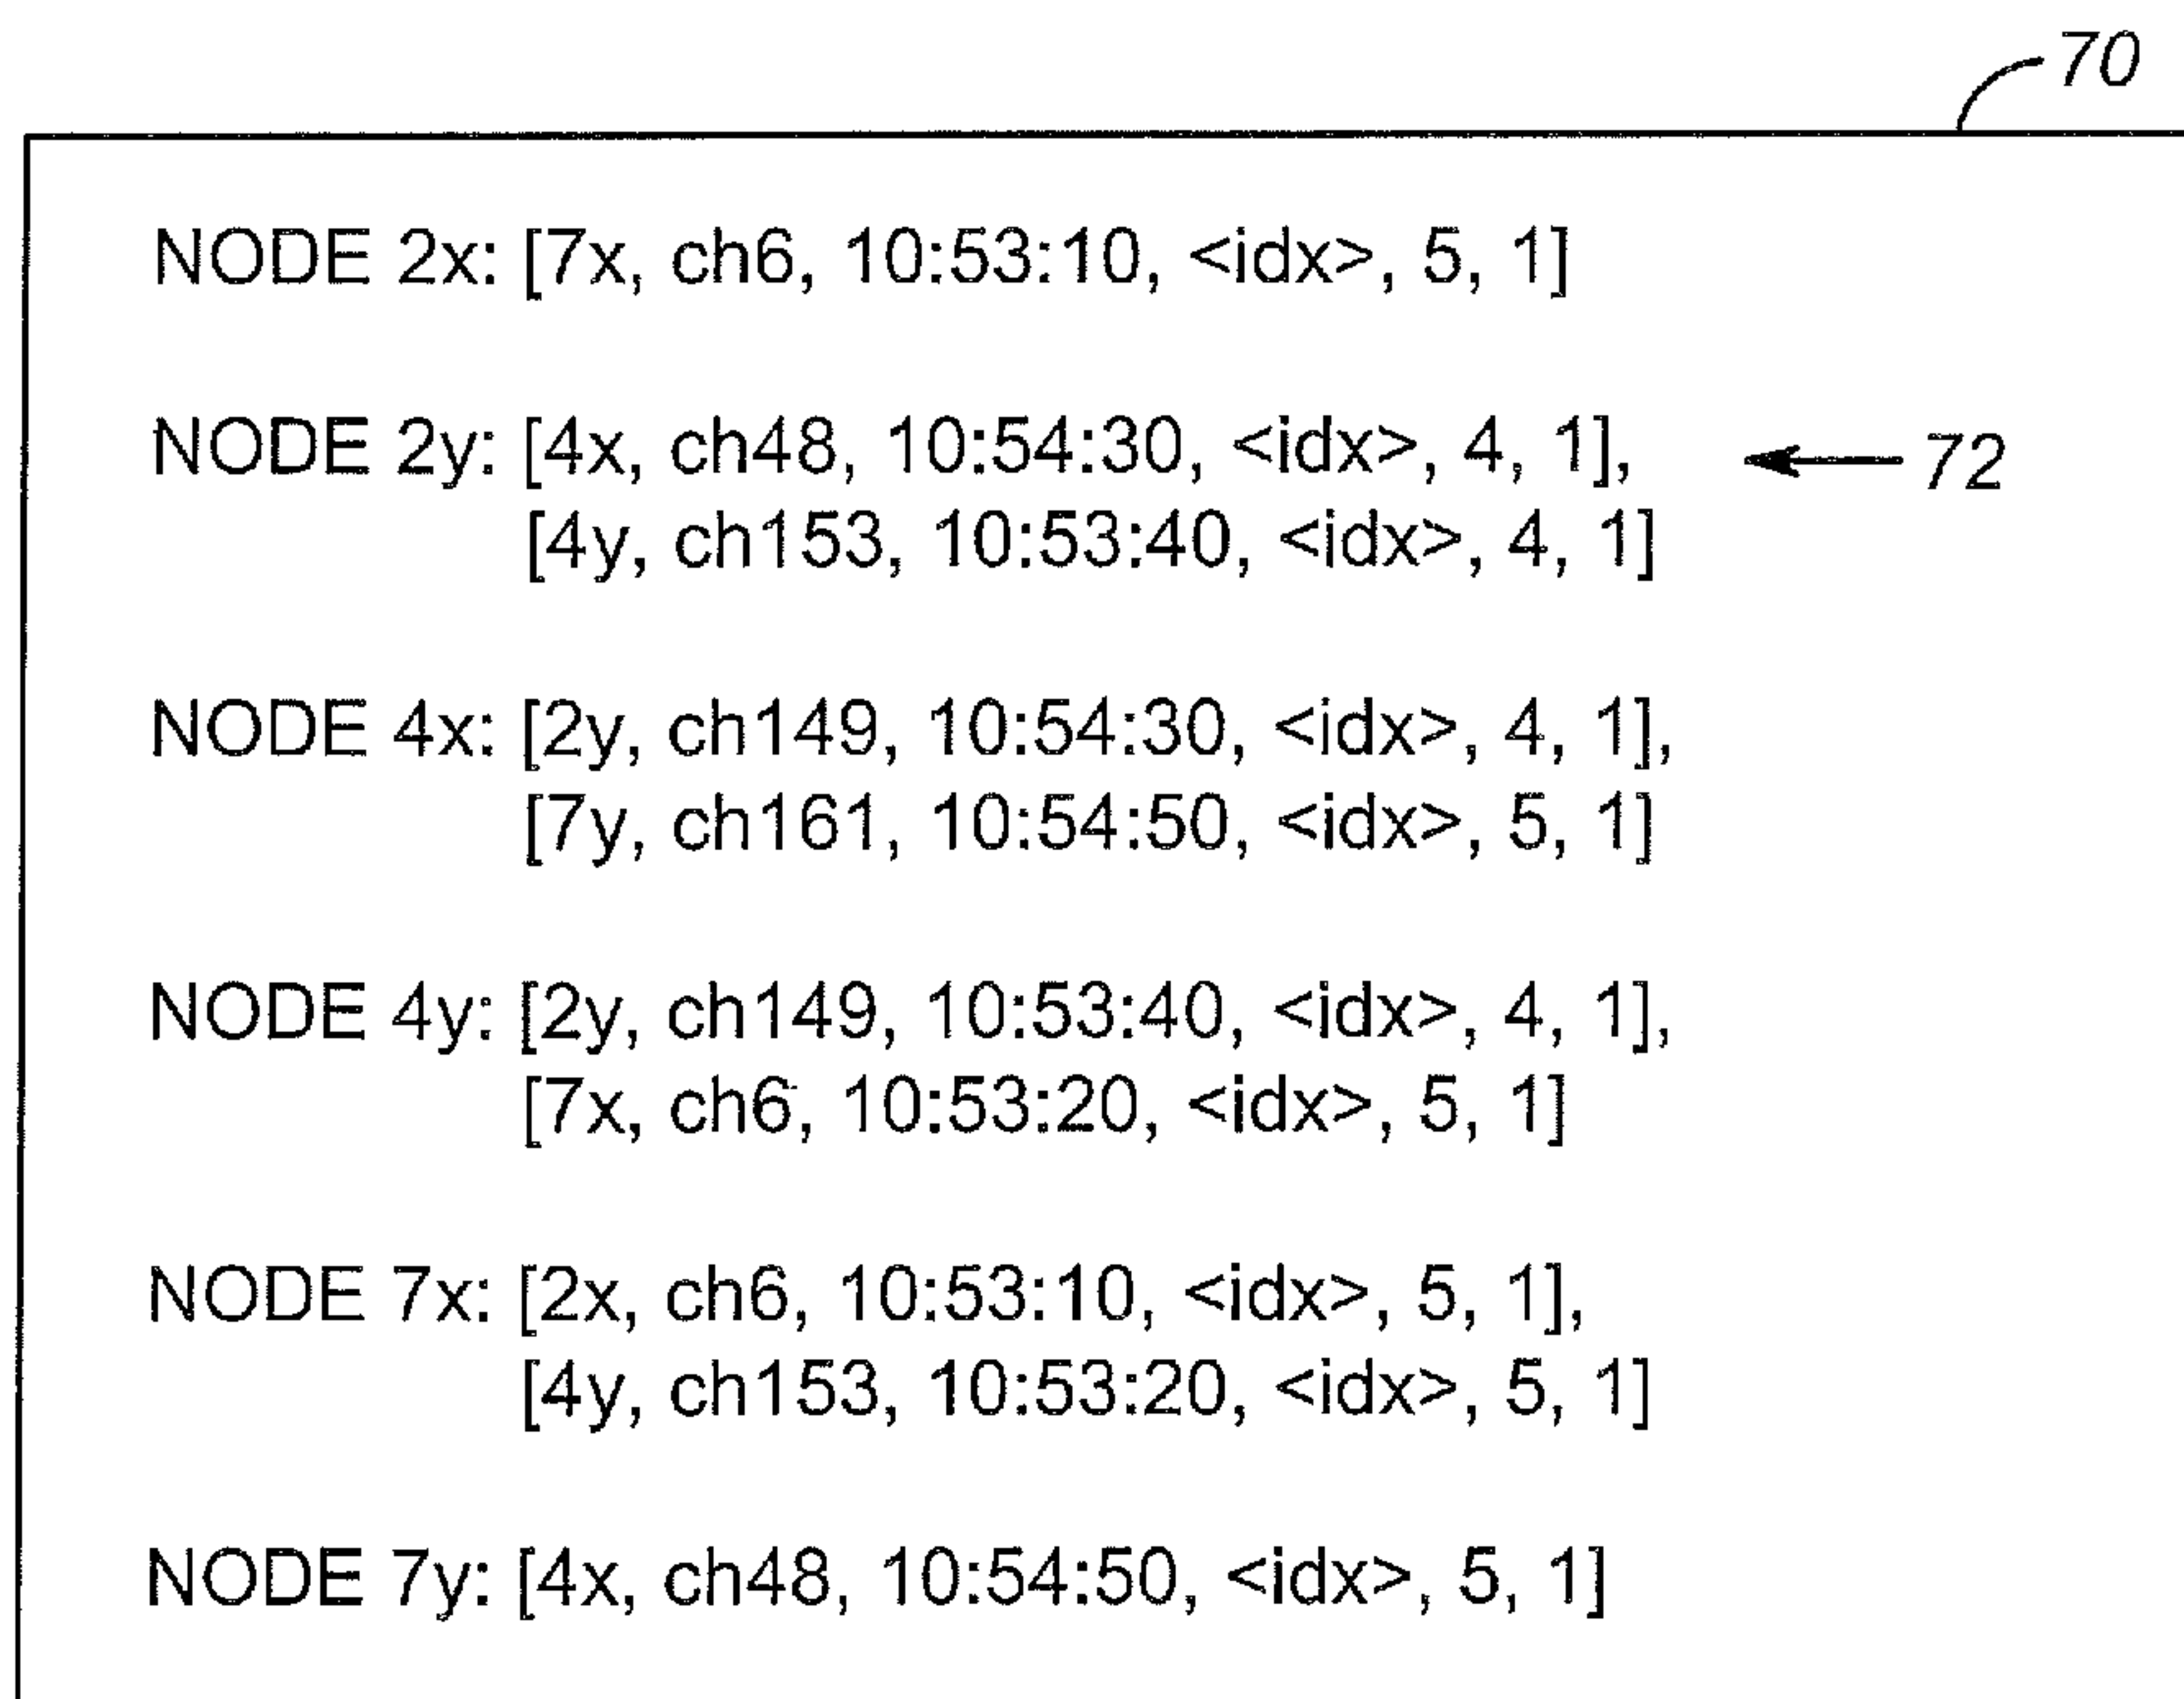 70
NODE 2x: [7x, ch6, 10:53:10, <idx>, 5, 1]
NODE 2y: [4x, ch48, 10:54:30, <idx>, 4, 1],
72
[4y, ch153, 10:53:40, <idx>, 4, 1]
NODE 4x: [2y, ch149, 10:54:30, <idx>, 4, 1],
[7y, ch161, 10:54:50, <idx>, 5, 1]
NODE 4y: [2y, ch149, 10:53:40, <idx>, 4, 1],
[7x, ch6, 10:53:20, <idx>, 5, 1]
NODE 7x: [2x, ch6, 10:53:10, <idx>, 5, 1],
[4y, ch153, 10:53:20, <idx>, 5, 1]
NODE 7y: [4x, ch48, 10:54:50, <idx>, 5, 1]